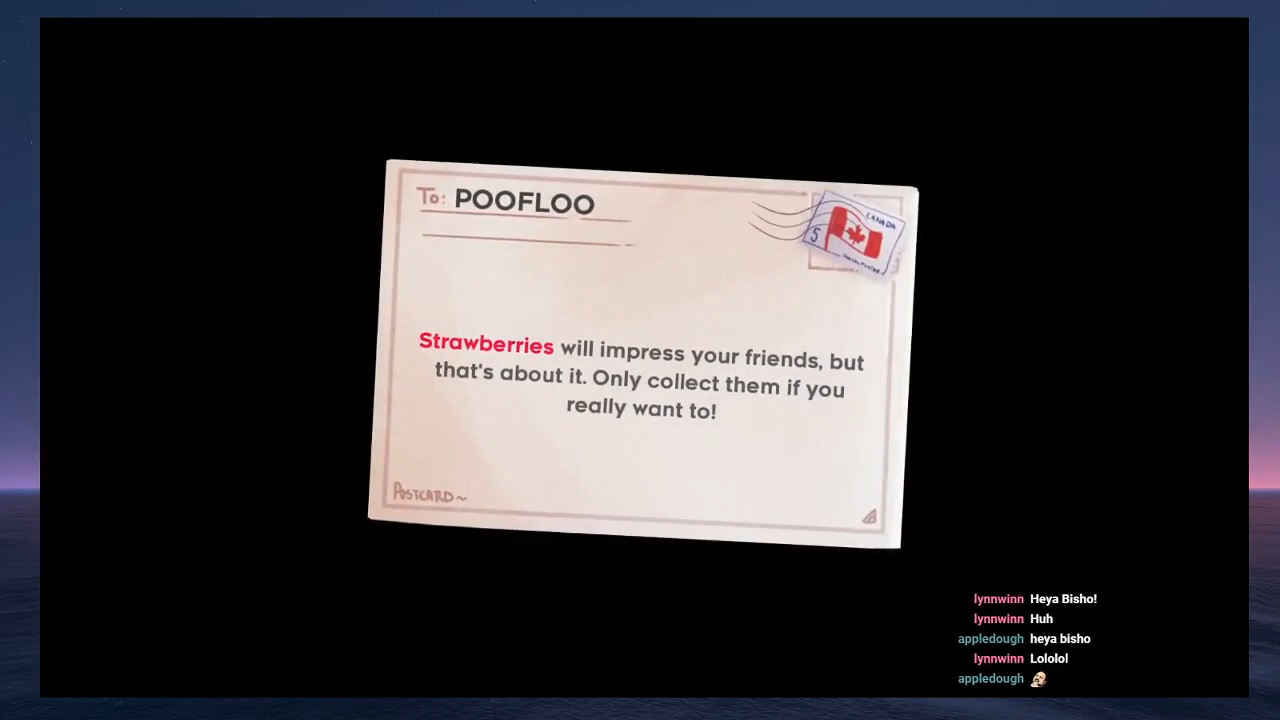 To: POOFLOO
CANADA
5
Strawberries will impress your friends, but
that's about it. Only collect them if you
really want to!
POSTCARD~
lynnwinn Heya Bisho!
lynnwinn Huh
appledough heya bisho
lynnwinn Lololol
appledough